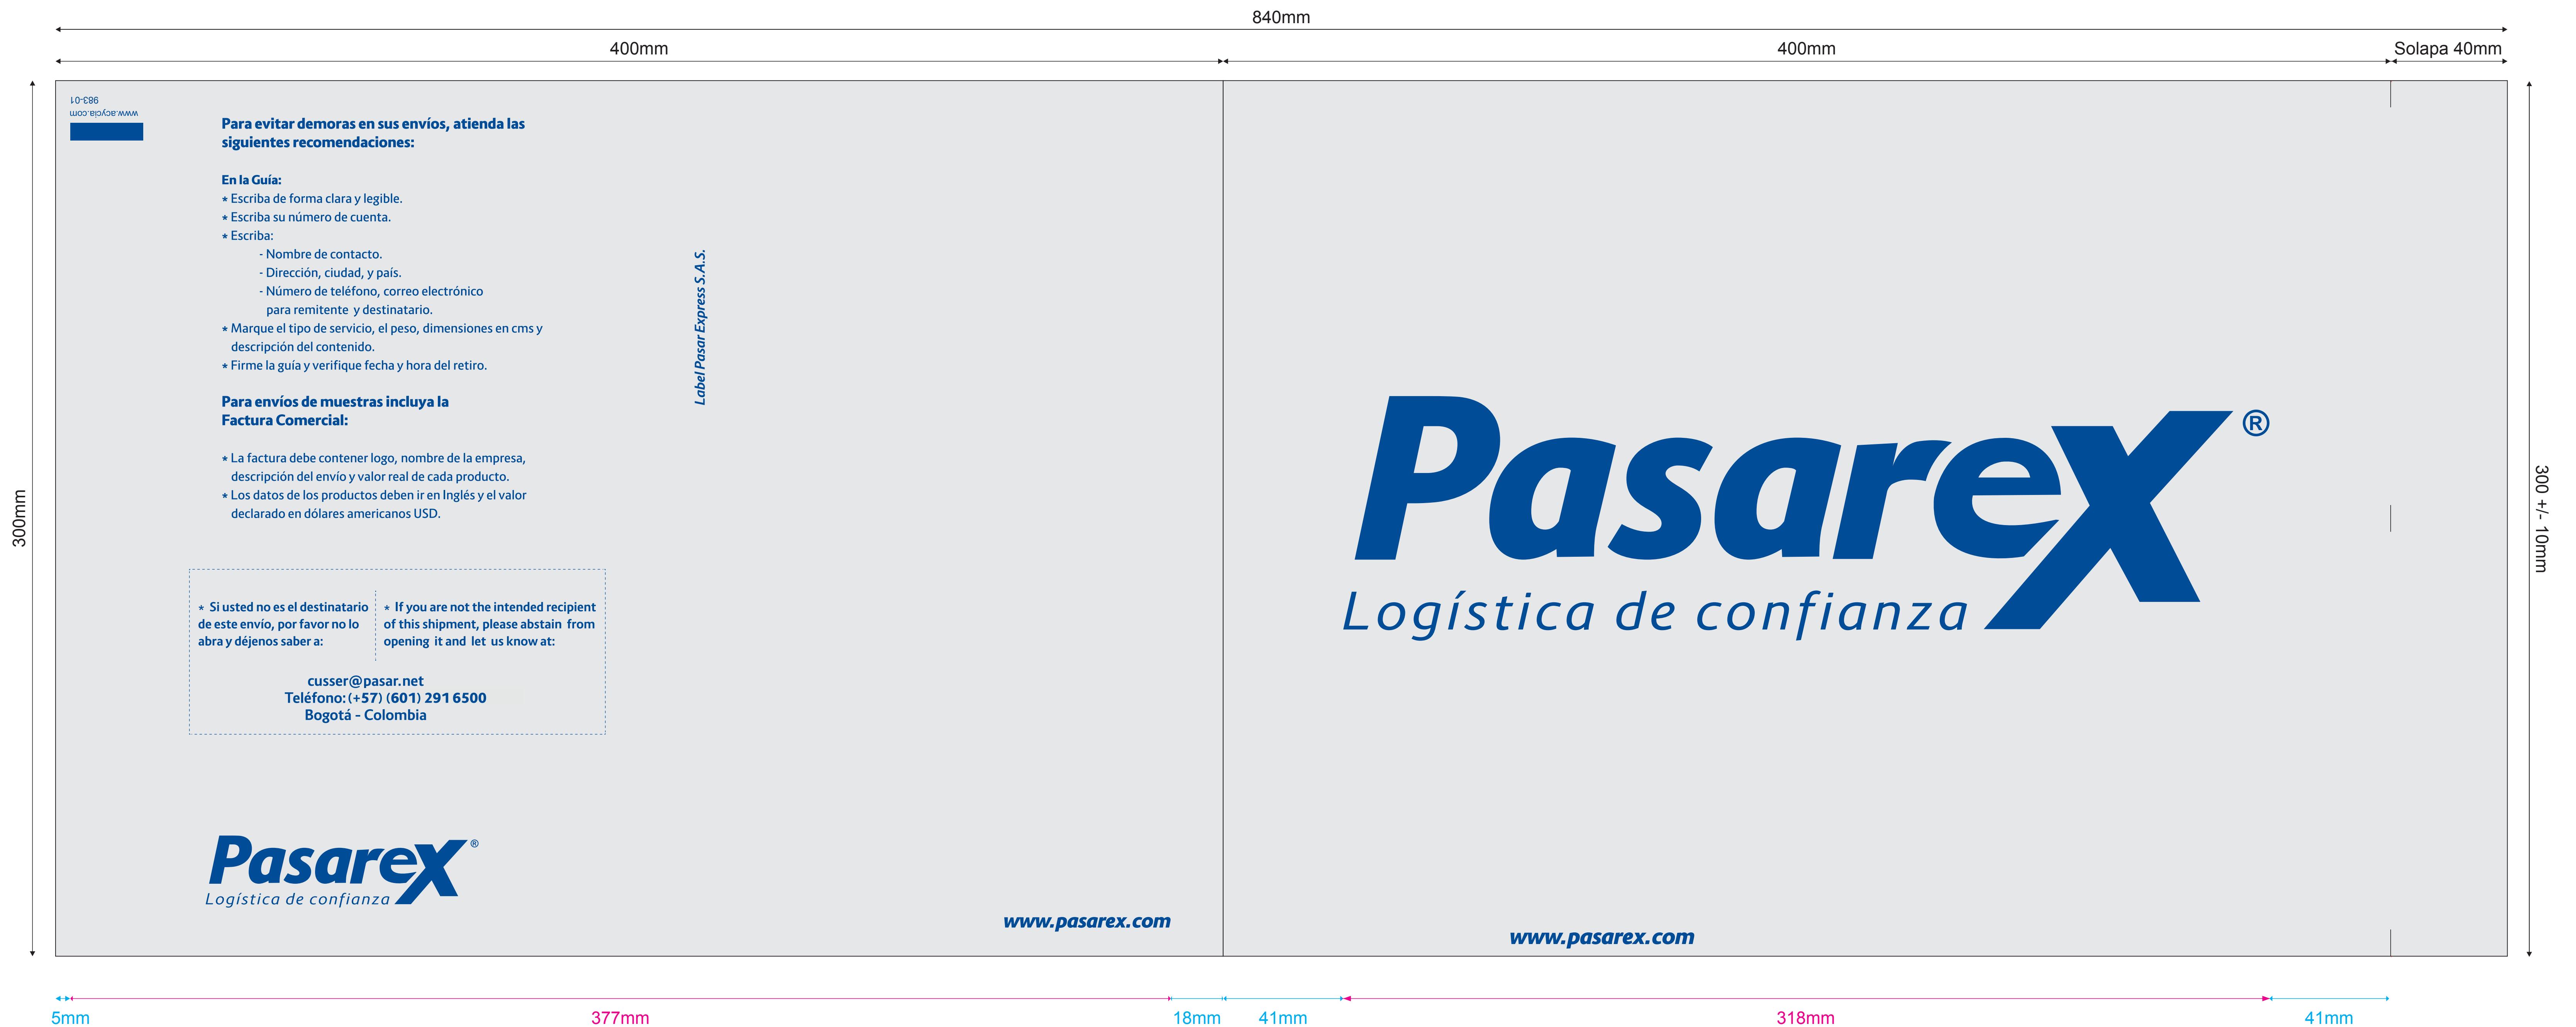 840mm
400mm
400mm
Solapa 40mm
300mm
300 +/- 10mm
983-01
www.acycia.com
Para evitar demoras en sus envíos, atienda las
siguientes recomendaciones:
En la Guía:
* Escriba de forma clara y legible.
* Escriba su número de cuenta.
* Escriba:
- Nombre de contacto.
- Dirección, ciudad, y país.
- Número de teléfono, correo electrónico
para remitente y destinatario.
* Marque el tipo de servicio, el peso, dimensiones en cms y
descripción del contenido.
* Firme la guía y verifique fecha y hora del retiro.
Para envíos de muestras incluya la
Factura Comercial:
* La factura debe contener logo, nombre de la empresa,
descripción del envío y valor real de cada producto.
* Los datos de los productos deben ir en Inglés y el valor
declarado en dólares americanos USD.
Label Pasar Express S.A.S.
* Si usted no es el destinatario
de este envío, por favor no lo
abra y déjenos saber a:
* If you are not the intended recipient
of this shipment, please abstain from
opening it and let us know at:
cusser@pasar.net
Teléfono: (+57) (601) 291 6500
Bogotá - Colombia
Pasarex®
Logística de confianza
www.pasarex.com
Pasarex®
Logística de confianza
www.pasarex.com
5mm
377mm
18mm
41mm
318mm
41mm